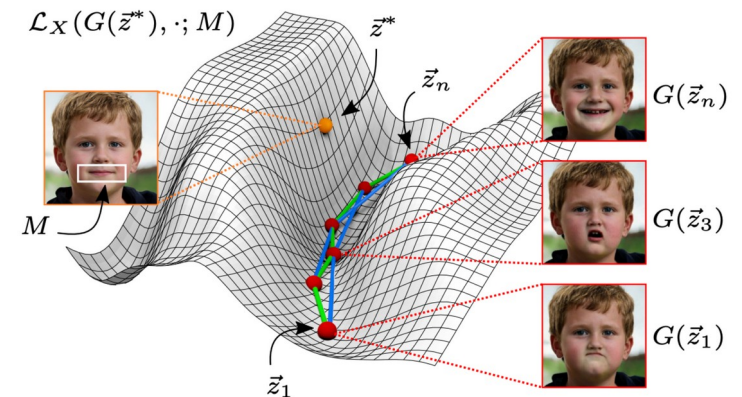 ℒ_X(G(z⃗*), ·; M)
z⃗*
z⃗_n
G(z⃗_n)
M
G(z⃗_3)
G(z⃗_1)
z⃗_1